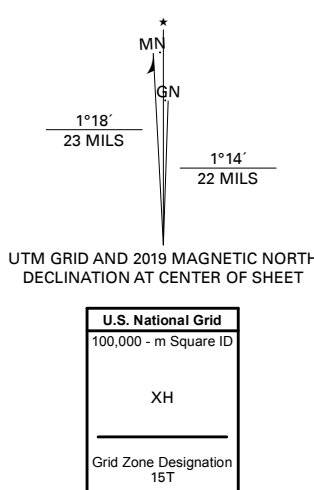 MN
GN
1°18´
23 MILS
1°14´
22 MILS
UTM GRID AND 2019 MAGNETIC NORTH
DECLINATION AT CENTER OF SHEET
U.S. National Grid
100,000 - m Square ID
XH
Grid Zone Designation
15T